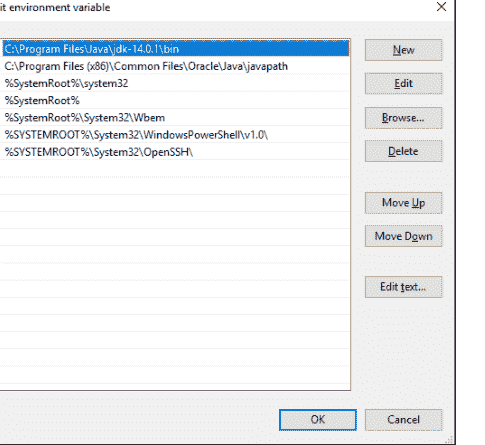 it environment variable
C:\Program Files\Java\jdk-14.0.1\bin
C:\Program Files (x86)\Common Files\Oracle\Java\javapath
%SystemRoot%\system32
%SystemRoot%
%SystemRoot%\System32\Wbem
%SYSTEMROOT%\System32\WindowsPowerShell\v1.0\
%SYSTEMROOT%\System32\OpenSSH\
New
Edit
Browse...
Delete
Move Up
Move Down
Edit text...
OK
Cancel